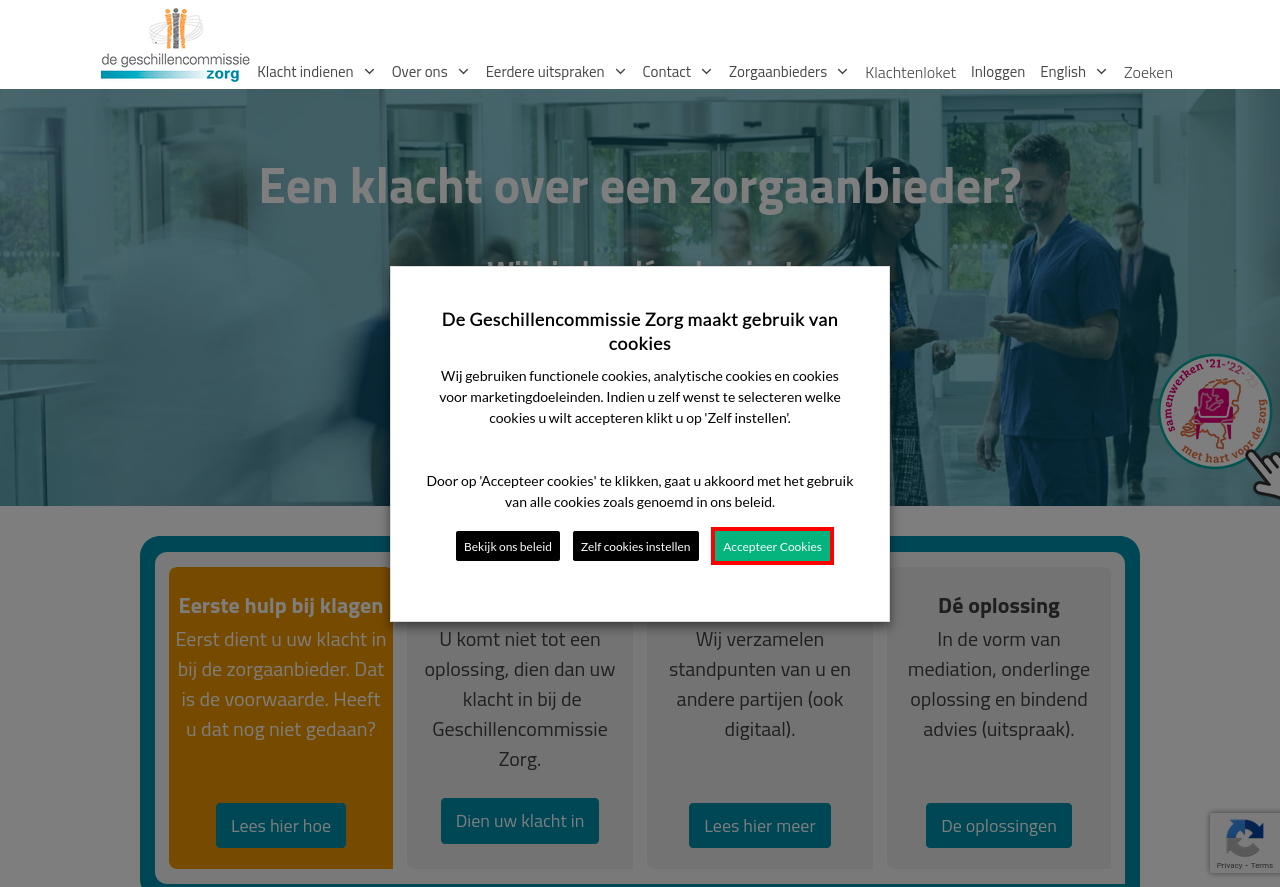 de geschillencommissie
zorg
Klacht indienen Over ons Eerdere uitspraken Contact Zorgaanbieders Klachtenloket Inloggen English Zoeken
Een klacht over een zorgaanbieder?
samenwerken '21-'22-
met hart voor de zorg
De Geschillencommissie Zorg maakt gebruik van
cookies
Wij gebruiken functionele cookies, analytische cookies en cookies
voor marketingdoeleinden. Indien u zelf wenst te selecteren welke
cookies u wilt accepteren klikt u op 'Zelf instellen'.
Door op 'Accepteer cookies' te klikken, gaat u akkoord met het gebruik
van alle cookies zoals genoemd in ons beleid.
Bekijk ons beleid Zelf cookies instellen Accepteer Cookies
Eerste hulp bij klagen
Eerst dient u uw klacht in
bij de zorgaanbieder. Dat
is de voorwaarde. Heeft
u dat nog niet gedaan?
Lees hier hoe
U komt niet tot een
oplossing, dien dan uw
klacht in bij de
Geschillencommissie
Zorg.
Dien uw klacht in
Wij verzamelen
standpunten van u en
andere partijen (ook
digitaal).
Lees hier meer
Dé oplossing
In de vorm van
mediation, onderlinge
oplossing en bindend
advies (uitspraak).
De oplossingen
Privacy - Terms